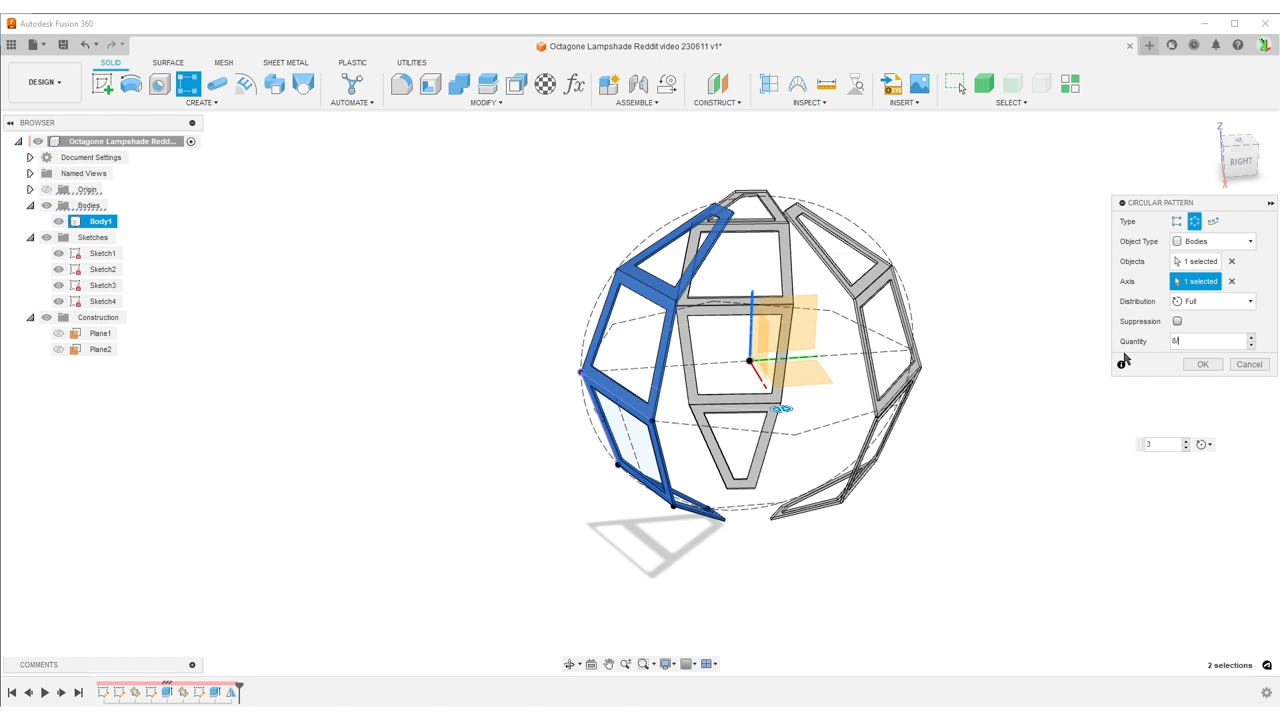 Autodesk Fusion 360
Octagone Lampshade Reddit video 230611 v1*
DESIGN
SOLID SURFACE MESH SHEET METAL PLASTIC UTILITIES
fx
CREATE AUTOMATE MODIFY ASSEMBLE CONSTRUCT INSPECT INSERT SELECT
BROWSER
Octagone Lampshade Redd...
Document Settings
Named Views
Origin
Bodies
Body1
Sketches
Sketch1
Sketch2
Sketch3
Sketch4
Construction
Plane1
Plane2
Z
RIGHT
X
CIRCULAR PATTERN
Type
Object Type Bodies
Objects 1 selected
Axis 1 selected
Distribution Full
Suppression
Quantity 8
OK Cancel
3
COMMENTS
2 selections